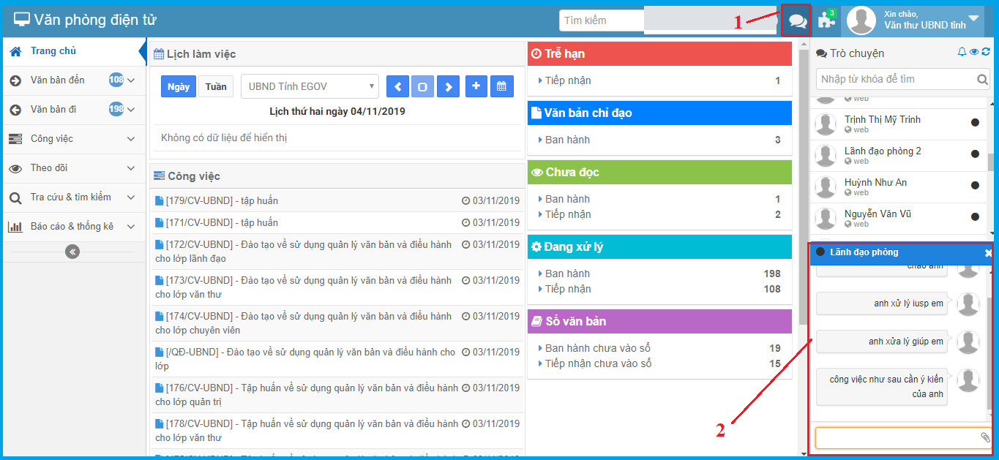 Văn phòng điện tử
Tìm kiếm
1
3
Xin chào,
Văn thư UBND tỉnh
Trang chủ
Văn bản đến 108
Văn bản đi 198
Công việc
Theo dõi
Tra cứu & tìm kiếm
Báo cáo & thống kê
Lịch làm việc
Ngày Tuần UBND Tỉnh EGOV
Lịch thứ hai ngày 04/11/2019
Không có dữ liệu để hiển thị
Công việc
[179/CV-UBND] - tập huấn 03/11/2019
[171/CV-UBND] - tập huấn 03/11/2019
[172/CV-UBND] - Đào tạo về sử dụng quản lý văn bản và điều hành 03/11/2019
cho lớp lãnh đạo
[173/CV-UBND] - Đào tạo về sử dụng quản lý văn bản và điều hành 03/11/2019
cho lớp văn thư
[174/CV-UBND] - Đào tạo về sử dụng quản lý văn bản và điều hành 03/11/2019
cho lớp chuyên viên
[/QĐ-UBND] - Đào tạo về sử dụng quản lý văn bản và điều hành cho 03/11/2019
lớp
[176/CV-UBND] - Tập huấn về sử dụng quản lý văn bản và điều hành 03/11/2019
cho lớp quản trị
[178/CV-UBND] - Tập huấn về sử dụng quản lý văn bản và điều hành 03/11/2019
cho lớp văn thư
Trễ hạn
Tiếp nhận 1
Văn bản chỉ đạo
Ban hành 3
Chưa đọc
Ban hành 1
Tiếp nhận 2
Đang xử lý
Ban hành 198
Tiếp nhận 108
Sổ văn bản
Ban hành chưa vào sổ 19
Tiếp nhận chưa vào sổ 15
Trò chuyện
Nhập từ khóa để tìm
web
Trịnh Thị Mỹ Trinh
web
Lãnh đạo phòng 2
web
Huỳnh Như An
web
Nguyễn Văn Vũ
web
Lãnh đạo phòng
chào anh
anh xử lý iusp em
anh xửa lý giúp em
công việc như sau cần ý kiến
của anh
2